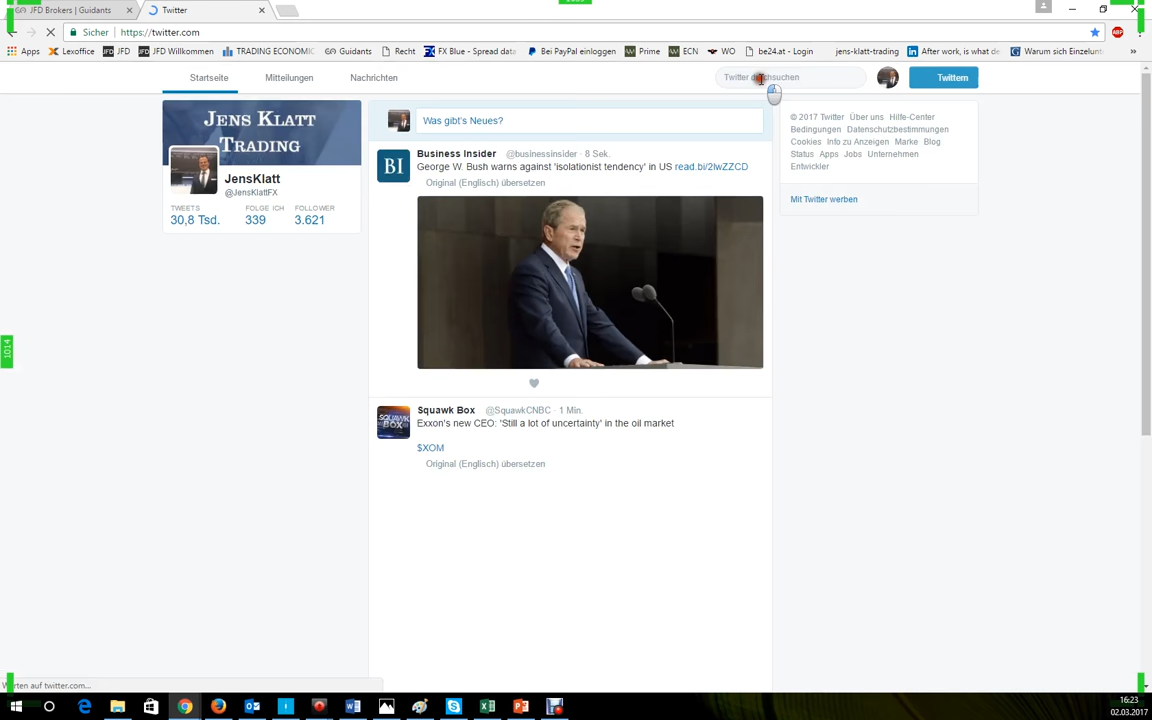 JFD Brokers | Guidants
Twitter
Sicher
https://twitter.com
Apps
Lexoffice
JFD
JFD Willkommen
TRADING ECONOMIC
Guidants
Recht
FX Blue - Spread data
Bei PayPal einloggen
Prime
ECN
WO
be24.at - Login
jens-klatt-trading
After work, is what de
Warum sich Einzelunt
»
Startseite
Mitteilungen
Nachrichten
Twittern
JENS KLATT
TRADING
JensKlatt
@JensKlattFX
TWEETS
FOLGE ICH
FOLLOWER
30,8 Tsd.
339
3.621
Was gibt's Neues?
BI
Business Insider @businessinsider · 8 Sek.
George W. Bush warns against 'isolationist tendency' in US read.bi/2lwZZCD
Original (Englisch) übersetzen
SQUAWK
BOX
Squawk Box @SquawkCNBC · 1 Min.
Exxon's new CEO: 'Still a lot of uncertainty' in the oil market
$XOM
Original (Englisch) übersetzen
© 2017 Twitter Über uns Hilfe-Center
Bedingungen Datenschutzbestimmungen
Cookies Info zu Anzeigen Marke Blog
Status Apps Jobs Unternehmen
Entwickler
Mit Twitter werben
1014
twitter.com...
16:23
02.03.2017